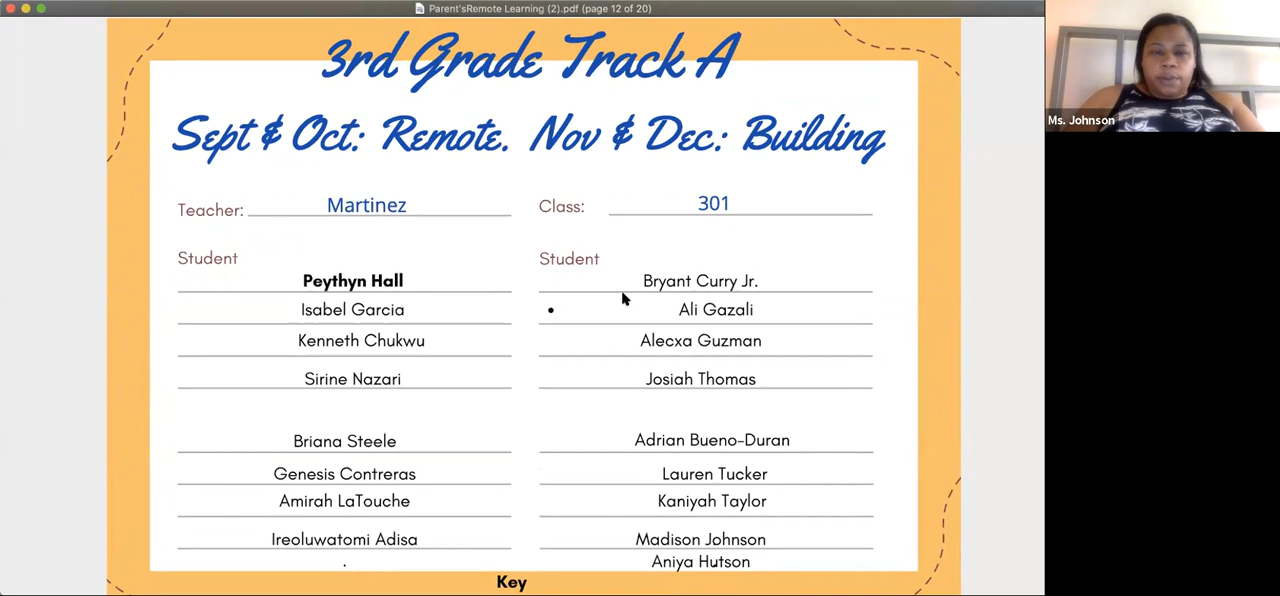 Parent'sRemote Learning (2).pdf (page 12 of 20)
3rd Grade Track A
Sept & Oct: Remote. Nov & Dec: Building
Teacher: Martinez Class: 301
Student Student
Peythyn Hall Bryant Curry Jr.
Isabel Garcia • Ali Gazali
Kenneth Chukwu Alecxa Guzman
Sirine Nazari Josiah Thomas
Briana Steele Adrian Bueno-Duran
Genesis Contreras Lauren Tucker
Amirah LaTouche Kaniyah Taylor
Ireoluwatomi Adisa Madison Johnson
. Aniya Hutson
Key
Ms. Johnson